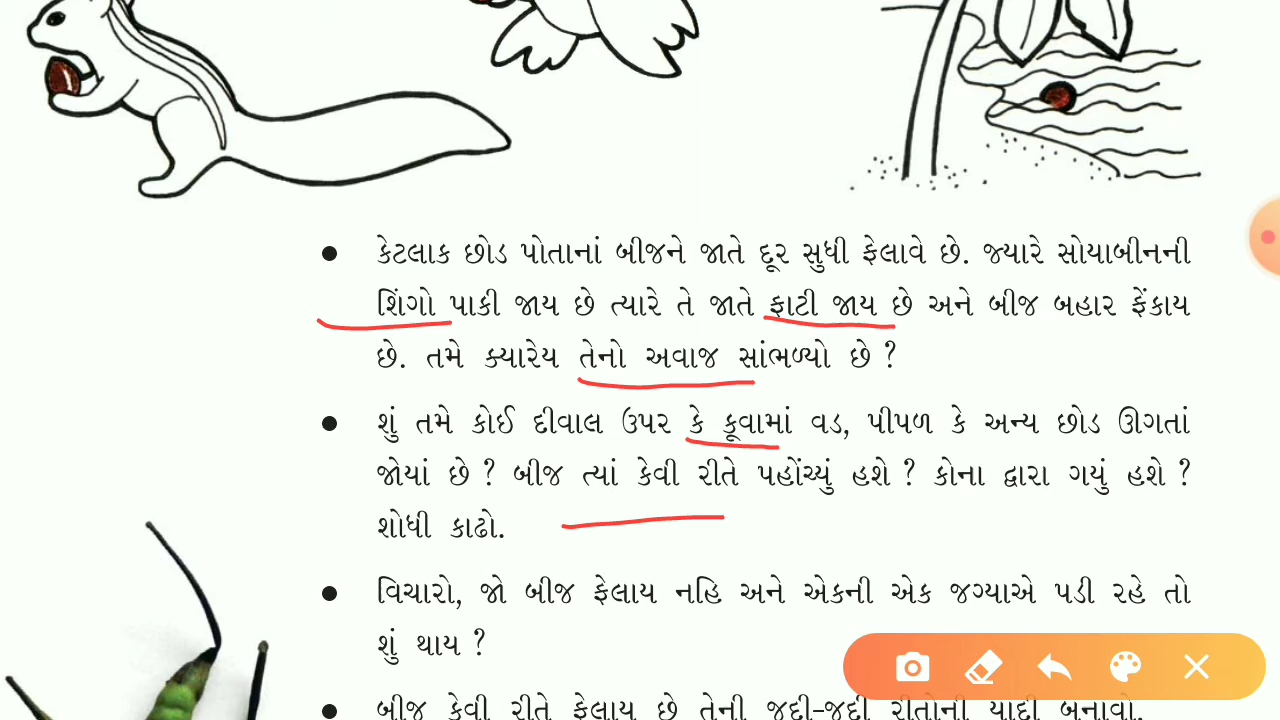 ● કેટલાક છોડ પોતાનાં બીજને જાતે દૂર સુધી ફેલાવે છે. જ્યારે સોયાબીનની
શિંગો પાકી જાય છે ત્યારે તે જાતે ફાટી જાય છે અને બીજ બહાર ફેંકાય
છે. તમે ક્યારેય તેનો અવાજ સાંભળ્યો છે ?
● શું તમે કોઈ દીવાલ ઉપર કે કૂવામાં વડ, પીપળ કે અન્ય છોડ ઊગતાં
જોયાં છે ? બીજ ત્યાં કેવી રીતે પહોંચ્યું હશે ? કોના દ્વારા ગયું હશે ?
શોધી કાઢો.
● વિચારો, જો બીજ ફેલાય નહિ અને એકની એક જગ્યાએ પડી રહે તો
શું થાય ?
● બીજ કેવી રીતે ફેલાય છે તેની જુદી-જુદી રીતોની યાદી બનાવો.